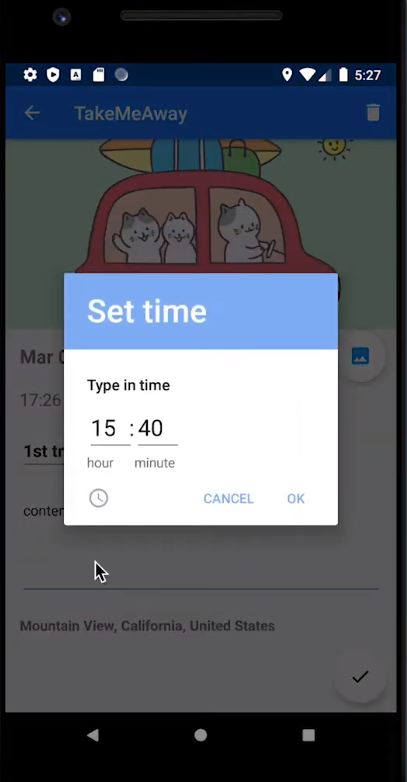 5:27
TakeMeAway
Set time
Mar
17:26
Type in time
1st tr
15 : 40
hour minute
CANCEL OK
conter
Mountain View, California, United States